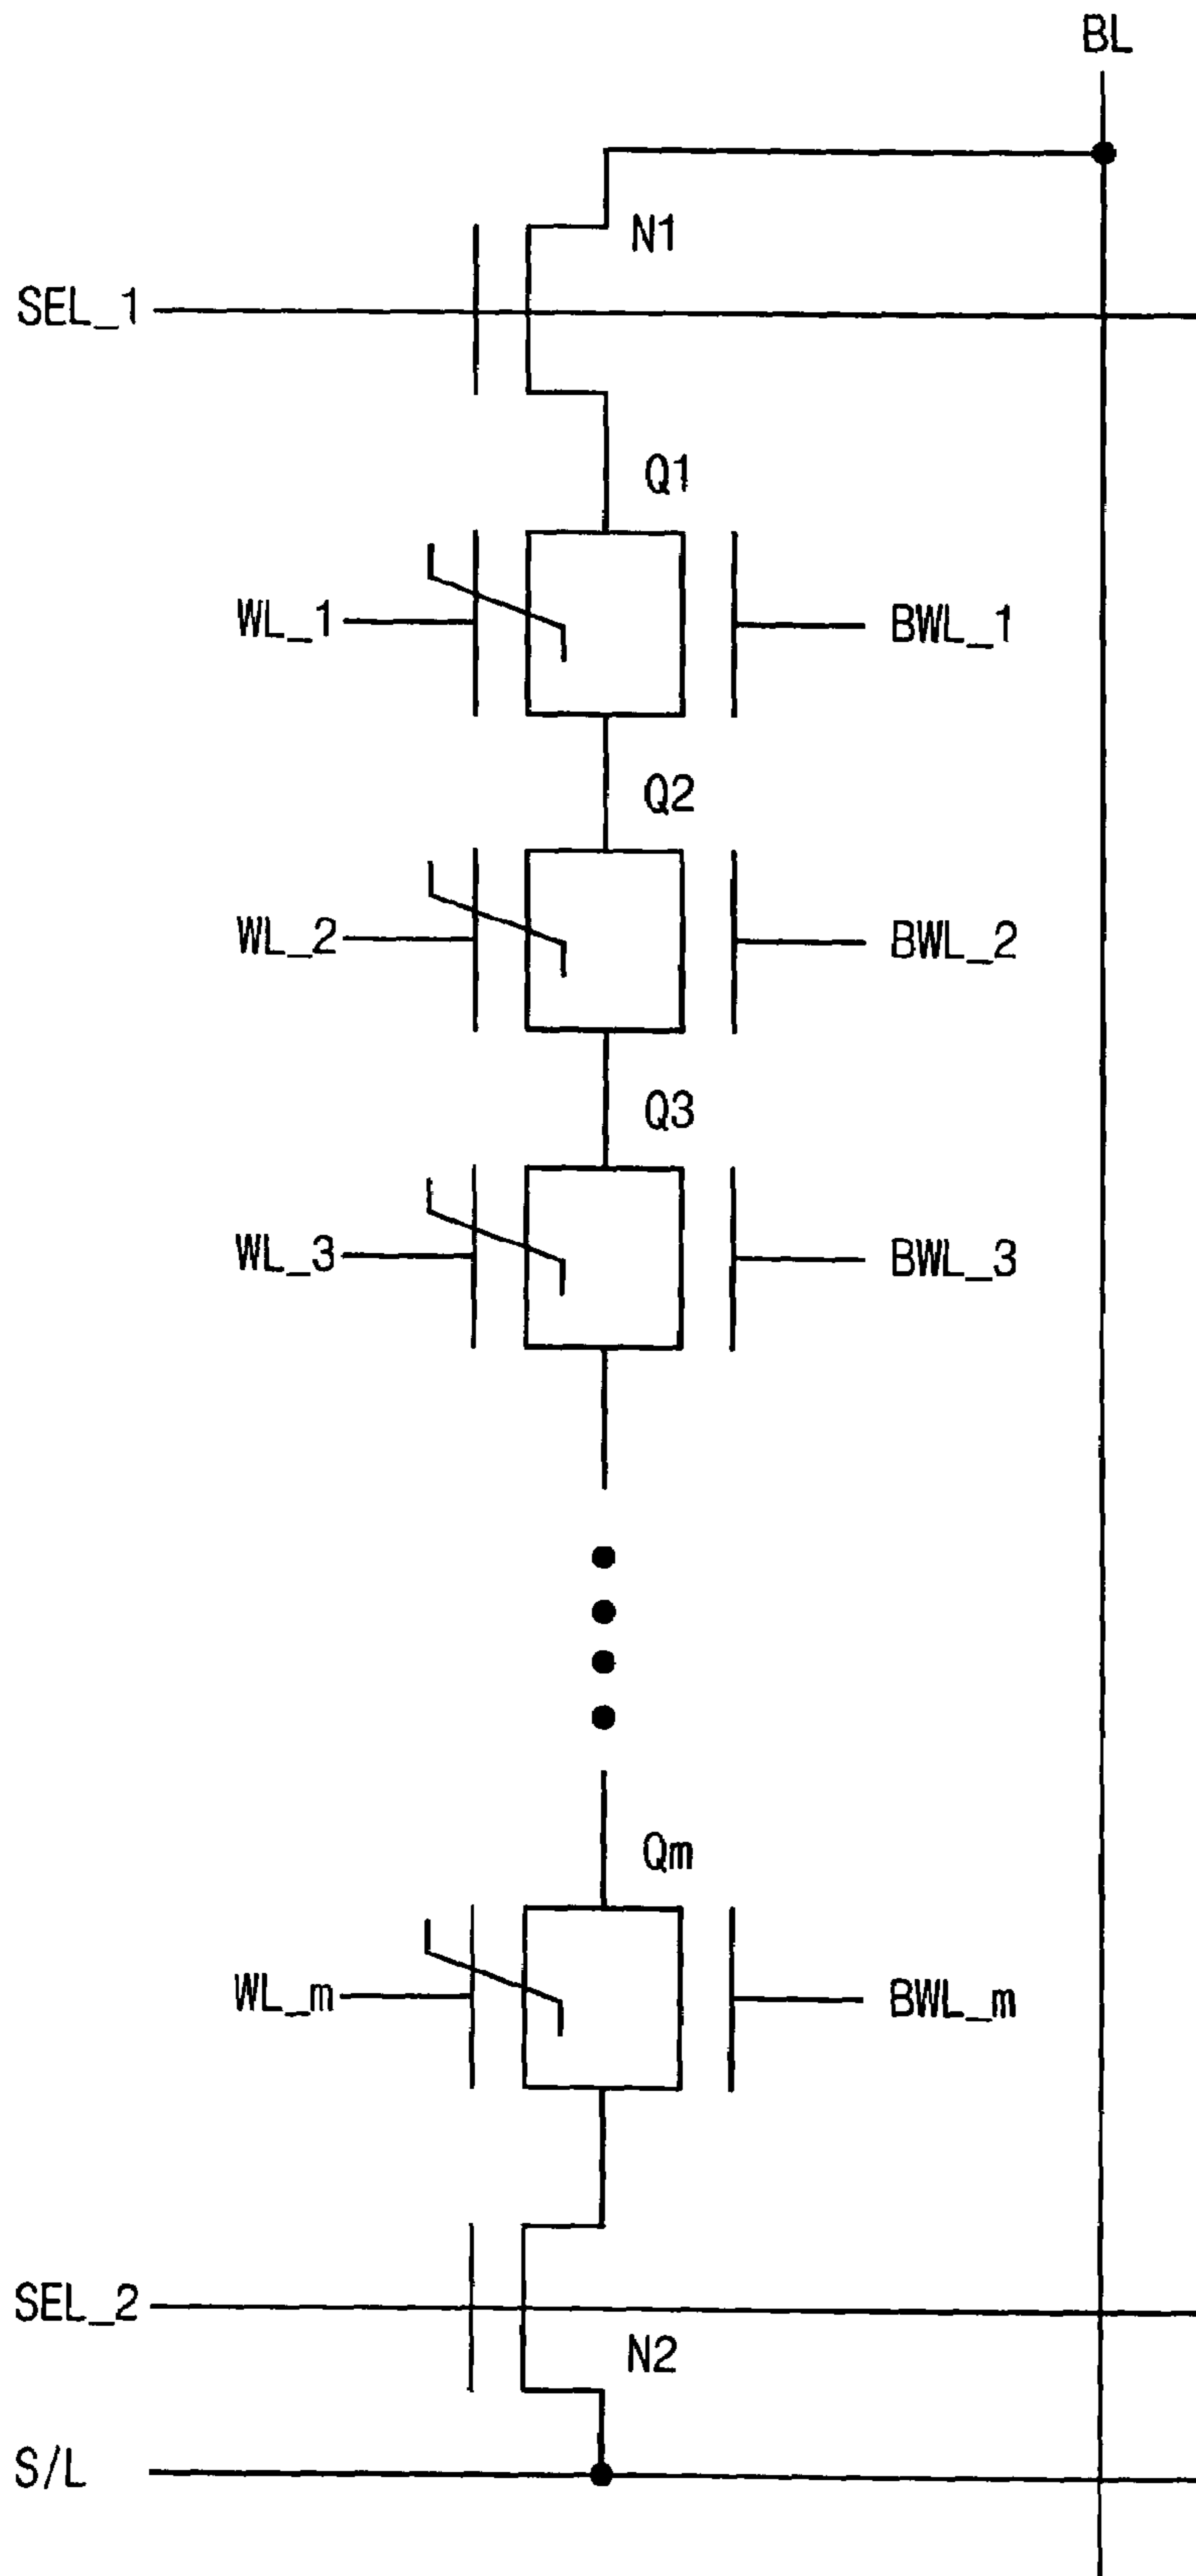 BL
N1
SEL_1
Q1
WL_1 BWL_1
Q2
WL_2 BWL_2
Q3
WL_3 BWL_3
Qm
WL_m BWL_m
SEL_2
N2
S/L